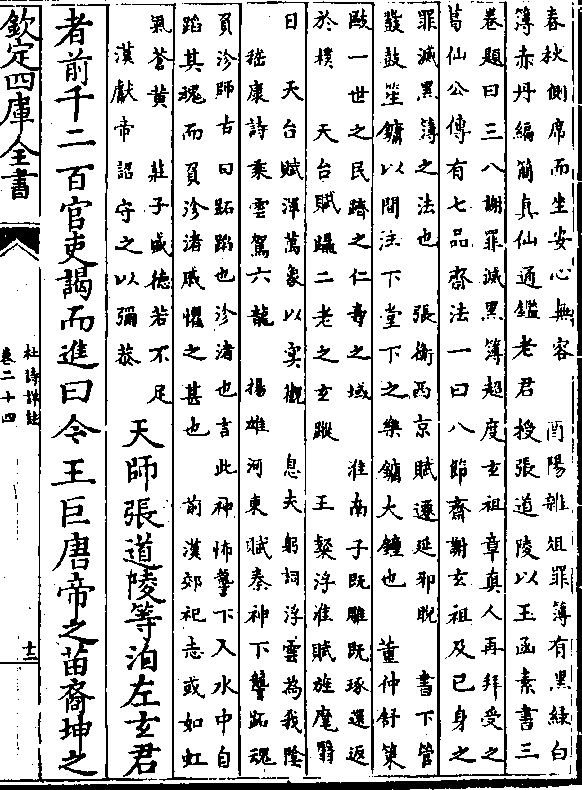 春秋側席而坐安心無容　酉陽雜俎罪簿有黑緑白
簿赤丹編簡真仙通鑑老君授張道陵以玉函素書三
卷題曰三八謝罪滅黑簿超度玄祖章真人再拜受之
葛仙公傳有七品齋法一曰八節齋謝玄祖及己身之
罪滅黑簿之法也　張衡西京賦邐延邪睨　書下管
鼗鼓笙鏞以間注下堂下之樂鏞大鐘也　董仲舒策
敺一世之民躋之仁壽之域　淮南子既雕既琢還返
於樸　天台賦躡二老之玄蹤　王粲浮淮賦旌麾翳
日　天台賦渾萬象以冥觀　息夫躬詞浮雲為我陰
嵇康詩乘雲駕六龍　揚雄河東賦秦神下讋跖魂
負沴師古曰跖蹈也沴渚也言此神怖讋下入水中自
蹈其魂而負沴渚慼懼之甚也　前漢郊祀志或如虹
氣蒼黄　莊子盛德若不足　
漢獻帝詔守之以彌恭
天師張道陵等洎左玄君
者前千二百官吏謁而進曰今王巨唐帝之苗裔坤之
欽定四庫全書
杜詩詳註
卷二十四
十二